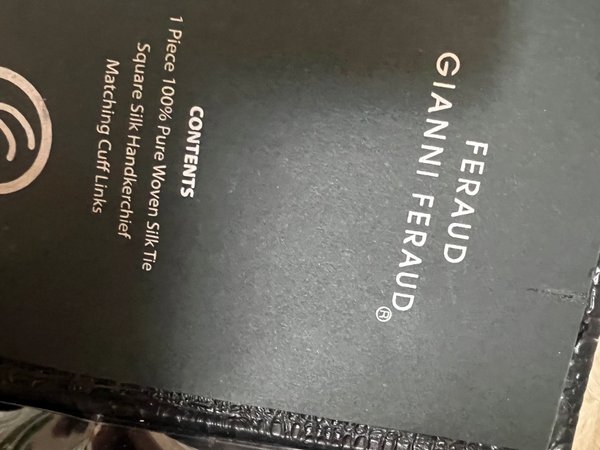 FERAUD
GIANNI FERAUD®
CONTENTS
1 Piece 100% Pure Woven Silk Tie
Square Silk Handkerchief
Matching Cuff Links